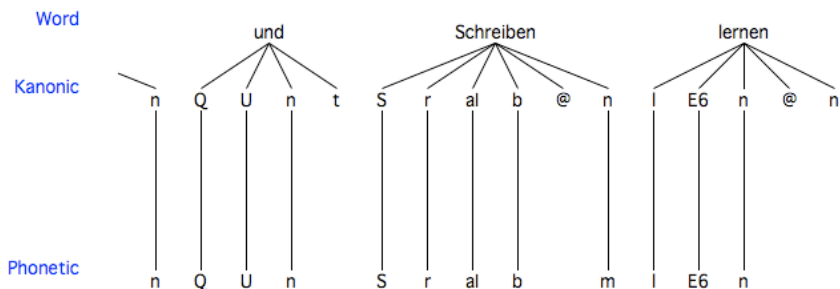 Word
und Schreiben lernen
Kanonic
n Q U n t S r aI b @ n l E6 n @ n
Phonetic
n Q U n S r aI b m l E6 n